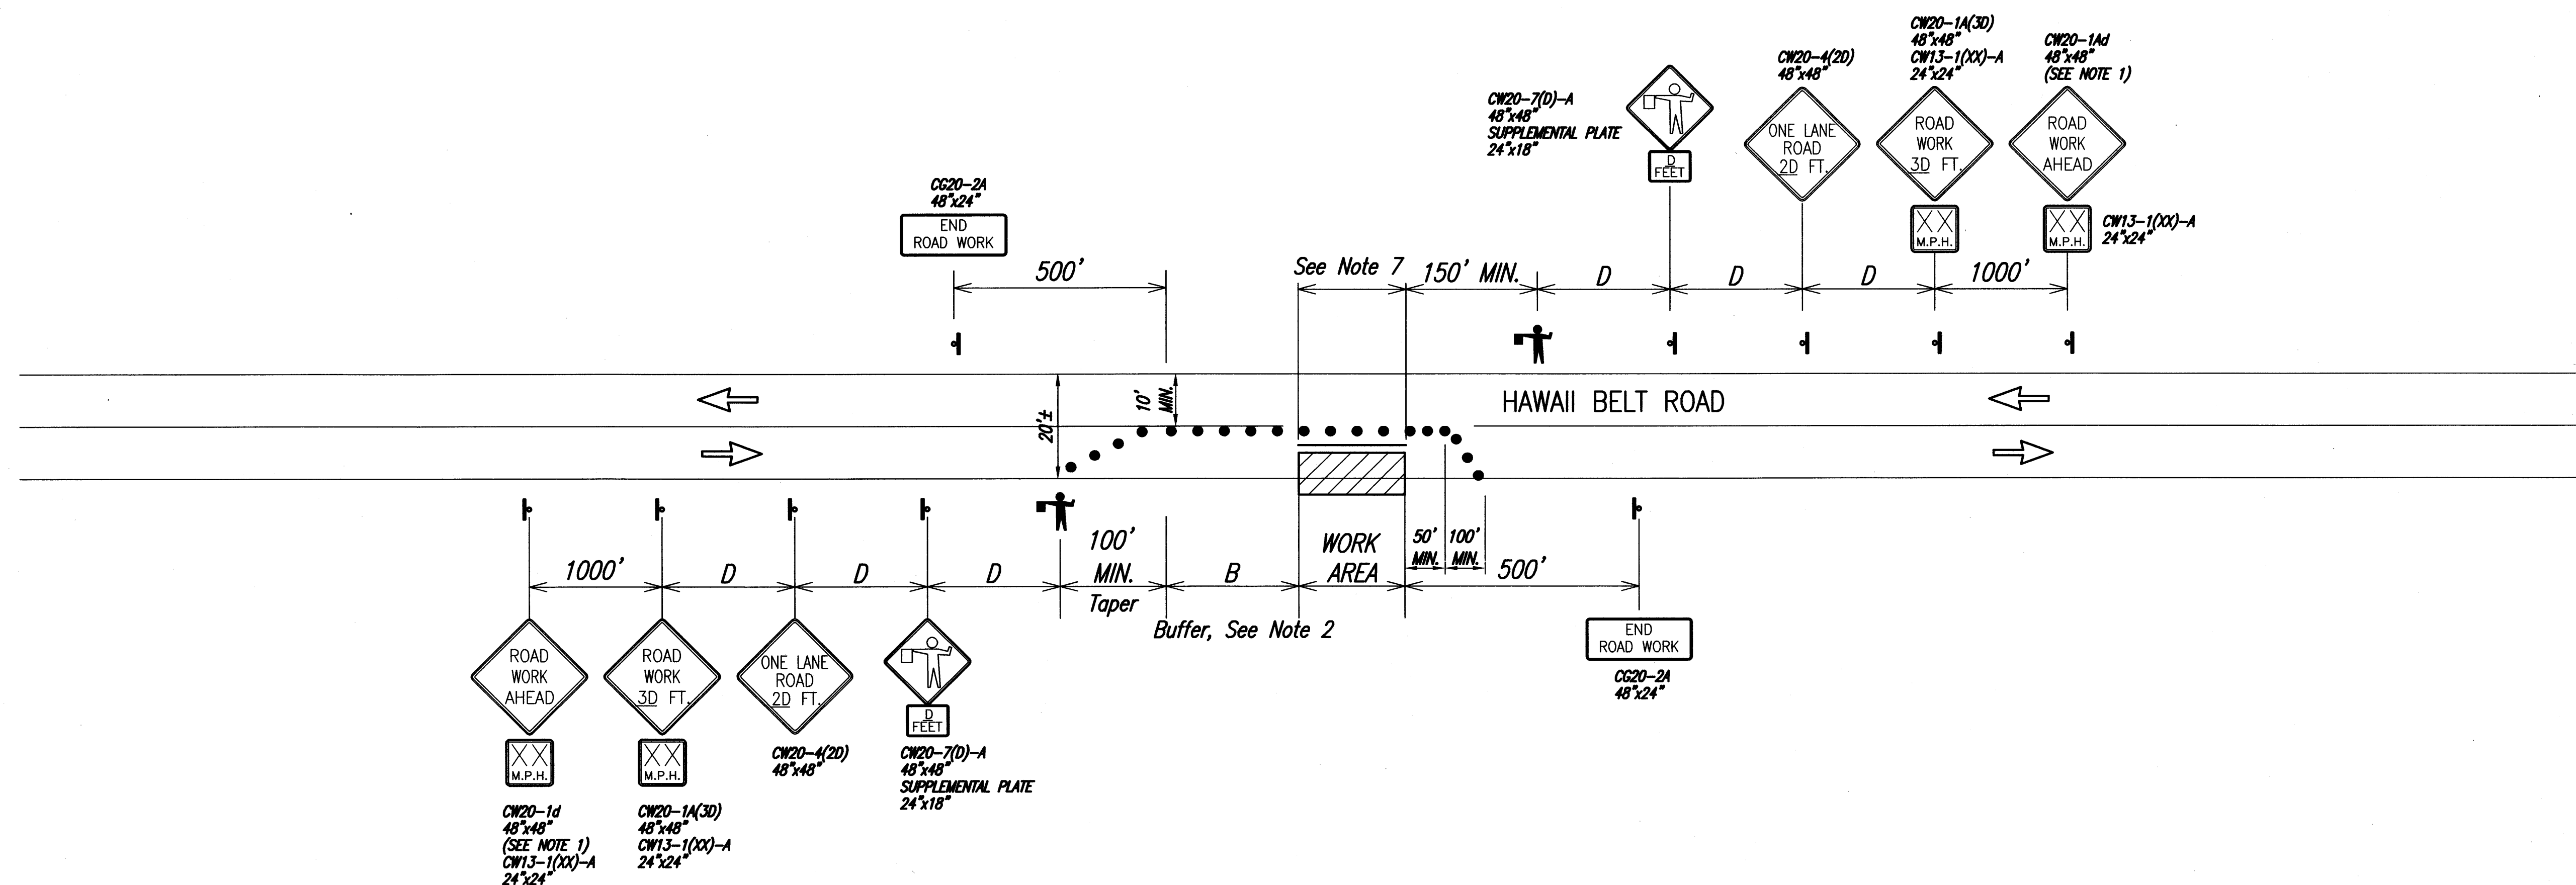 CW20-1A(3D)
48"x48"
CW13-1(XX)-A
24"x24"
CW20-1Ad
48"x48"
(SEE NOTE 1)
CW20-4(2D)
48"x48"
CW20-7(D)-A
48"x48"
SUPPLEMENTAL PLATE
24"x18"
D
FEET
ONE LANE
ROAD
2D FT.
ROAD
WORK
3D FT.
ROAD
WORK
AHEAD
XX
M.P.H.
XX
M.P.H.
CW13-1(XX)-A
24"x24"
CG20-2A
48"x24"
END
ROAD WORK
500'
See Note 7
150' MIN.
D
D
D
1000'
20'±
10'
MIN.
HAWAII BELT ROAD
1000'
D
D
D
100'
MIN.
Taper
B
WORK
AREA
50'
MIN.
100'
MIN.
500'
Buffer, See Note 2
ROAD
WORK
AHEAD
XX
M.P.H.
ROAD
WORK
3D FT.
XX
M.P.H.
ONE LANE
ROAD
2D FT.
D
FEET
END
ROAD WORK
CG20-2A
48"x24"
CW20-1d
48"x48"
(SEE NOTE 1)
CW13-1(XX)-A
24"x24"
CW20-1A(3D)
48"x48"
CW13-1(XX)-A
24"x24"
CW20-4(2D)
48"x48"
CW20-7(D)-A
48"x48"
SUPPLEMENTAL PLATE
24"x18"